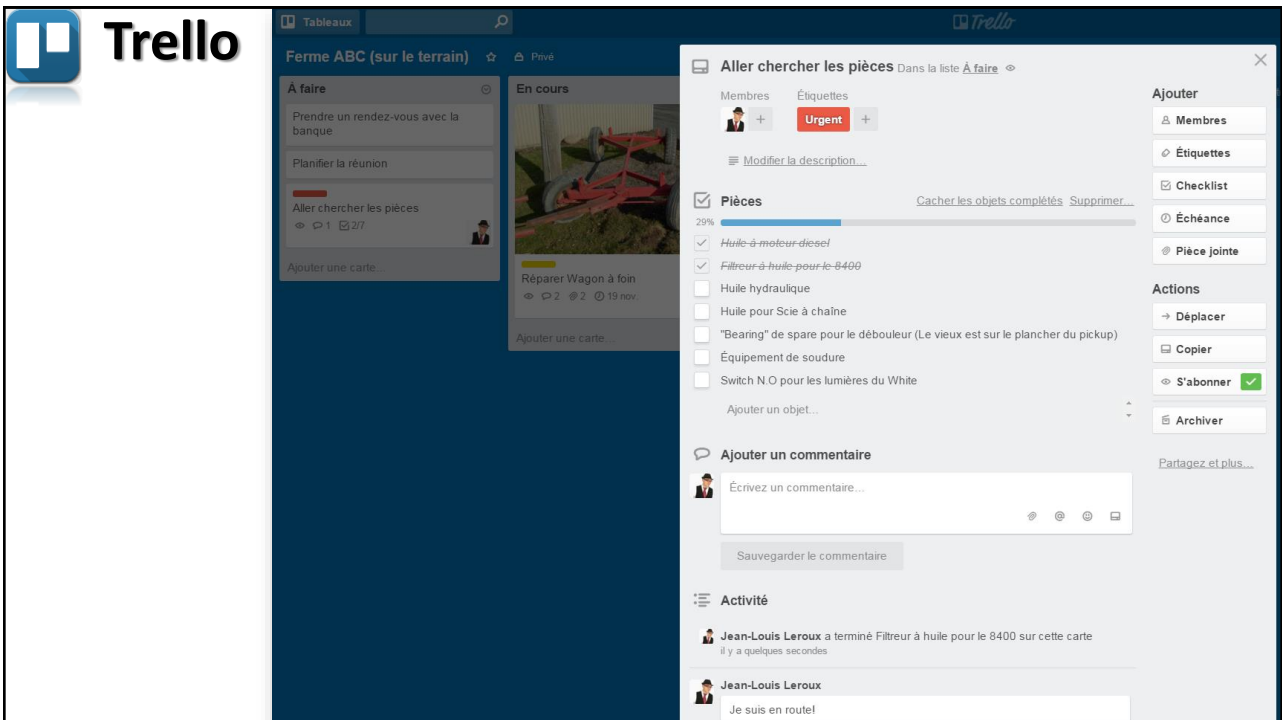 Trello
Tableaux
Trello
Ferme ABC (sur le terrain)
Privé
À faire
Prendre un rendez-vous avec la
banque
Planifier la réunion
Aller chercher les pièces
1 2/7
Ajouter une carte...
En cours
Réparer Wagon à foin
2 2 19 nov.
Ajouter une carte...
Aller chercher les pièces Dans la liste À faire
Membres Étiquettes
+ Urgent +
Modifier la description...
Pièces Cacher les objets complétés Supprimer...
29%
Huile à moteur diesel
Filtreur à huile pour le 8400
Huile hydraulique
Huile pour Scie à chaîne
"Bearing" de spare pour le débouleur (Le vieux est sur le plancher du pickup)
Équipement de soudure
Switch N.O pour les lumières du White
Ajouter un objet...
Ajouter un commentaire
Écrivez un commentaire...
@
Sauvegarder le commentaire
Activité
Jean-Louis Leroux a terminé Filtreur à huile pour le 8400 sur cette carte
il y a quelques secondes
Jean-Louis Leroux
Je suis en route!
Ajouter
Membres
Étiquettes
Checklist
Échéance
Pièce jointe
Actions
Déplacer
Copier
S'abonner
Archiver
Partagez et plus...